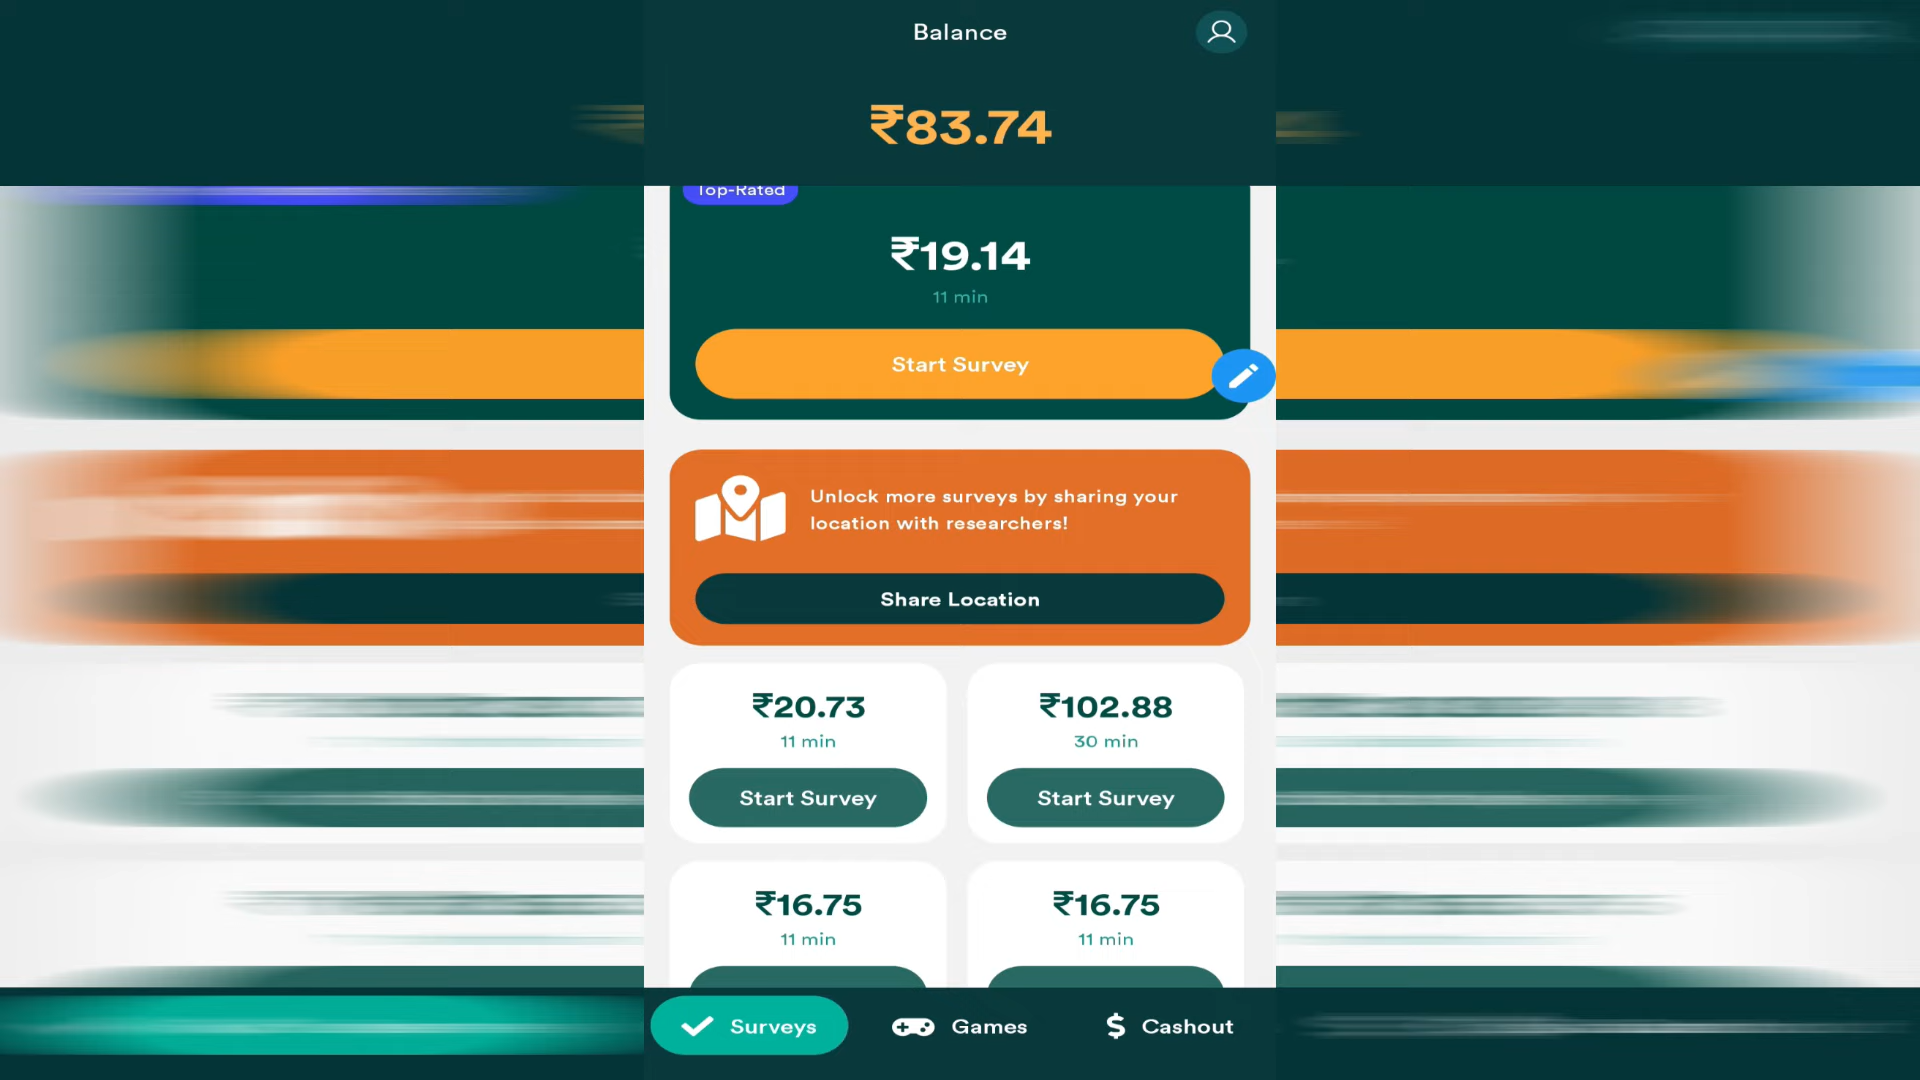 Balance
₹83.74
Top-Rated
₹19.14
11 min
Start Survey
Unlock more surveys by sharing your
location with researchers!
Share Location
₹20.73
11 min
Start Survey
₹102.88
30 min
Start Survey
₹16.75
11 min
₹16.75
11 min
Surveys
Games
$ Cashout